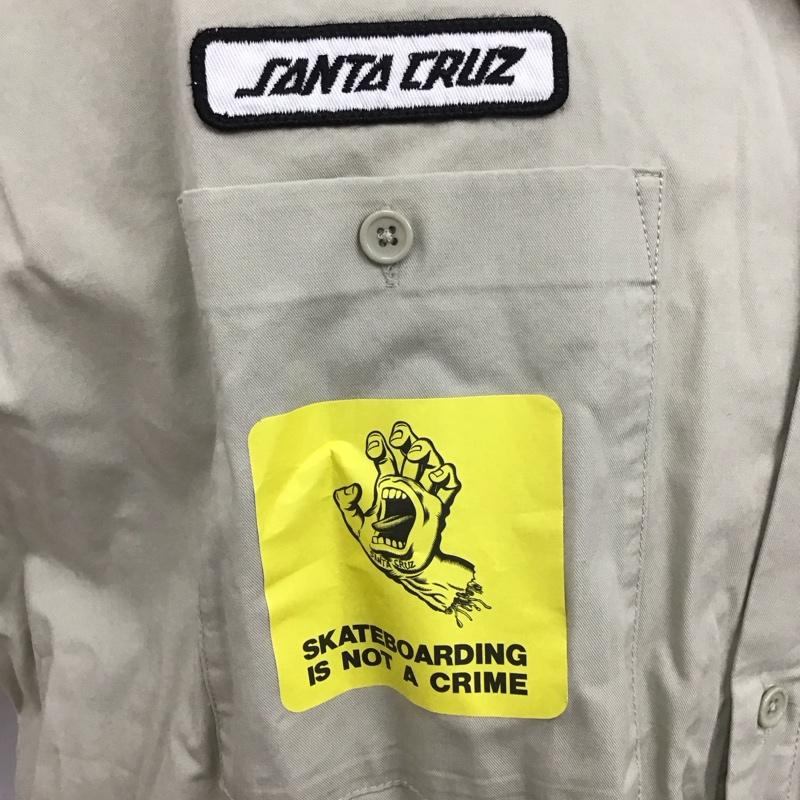 SANTA CRUZ
SANTA CRUZ
SKATEBOARDING
IS NOT A CRIME